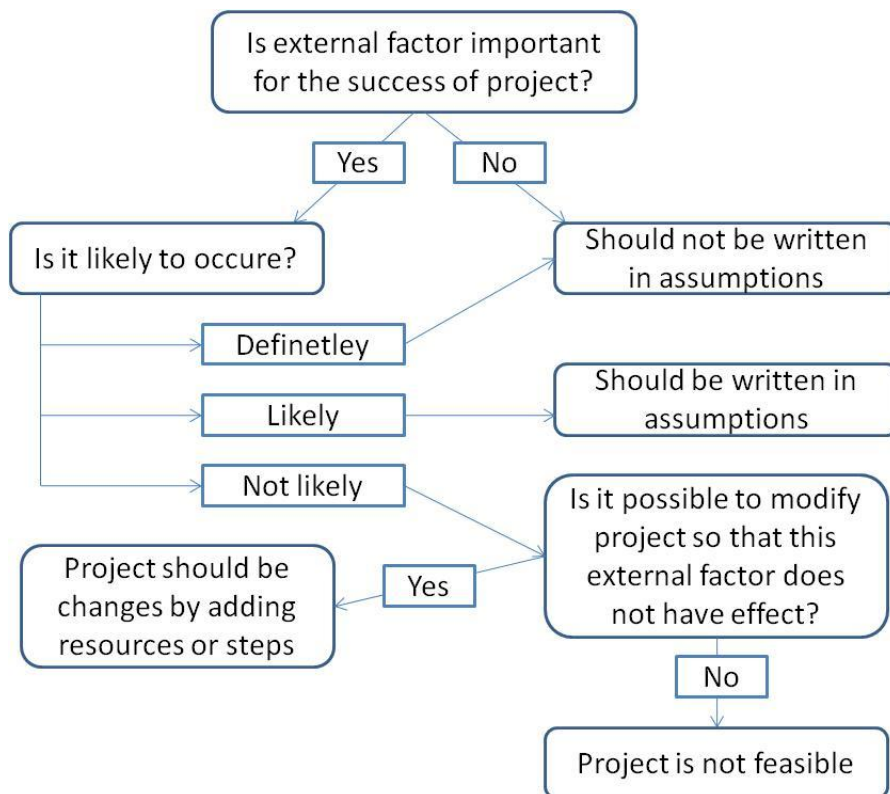 Is external factor important
for the success of project?
Yes
No
Is it likely to occure?
Should not be written
in assumptions
Definetley
Should be written in
assumptions
Likely
Not likely
Is it possible to modify
project so that this
external factor does
not have effect?
Yes
Project should be
changes by adding
resources or steps
No
Project is not feasible